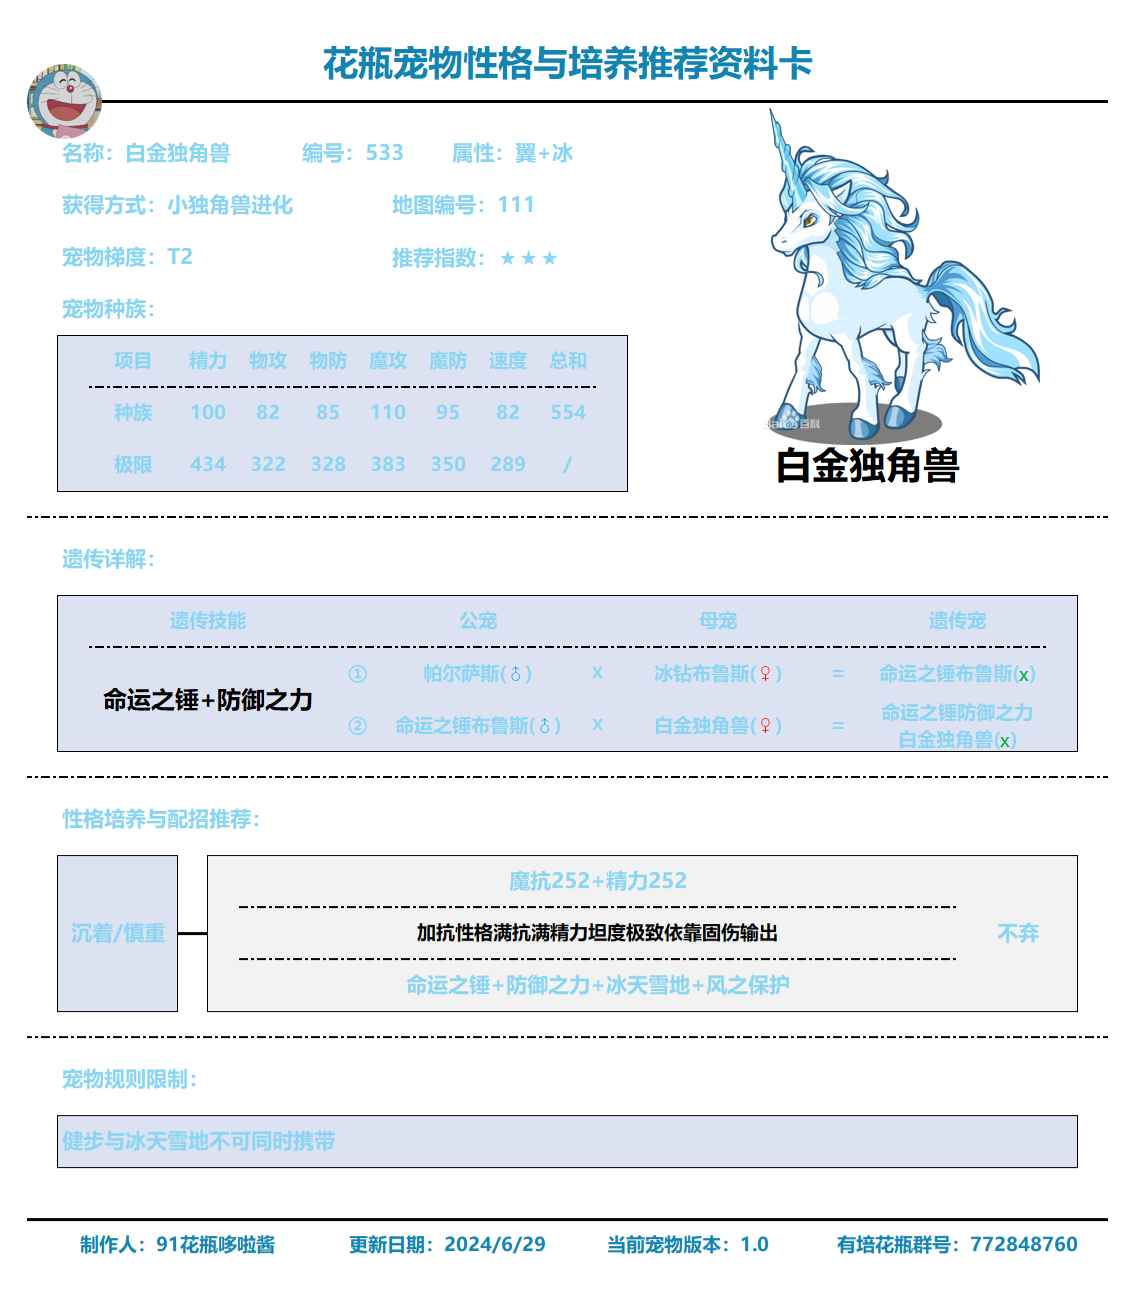 花瓶宠物性格与培养推荐资料卡
名称：白金独角兽 编号：533 属性：翼+冰
获得方式：小独角兽进化 地图编号：111
宠物梯度：T2 推荐指数：★★★
宠物种族：
项目 精力 物攻 物防 魔攻 魔防 速度 总和
种族 100 82 85 110 95 82 554
极限 434 322 328 383 350 289 /
Baidu百科
白金独角兽
遗传详解：
遗传技能 公宠 母宠 遗传宠
命运之锤+防御之力
① 帕尔萨斯(♂) X 冰钻布鲁斯(♀) = 命运之锤布鲁斯(x)
② 命运之锤布鲁斯(♂) X 白金独角兽(♀) = 命运之锤防御之力
白金独角兽(x)
性格培养与配招推荐：
沉着/慎重
魔抗252+精力252
加抗性格满抗满精力坦度极致依靠固伤输出
不弃
命运之锤+防御之力+冰天雪地+风之保护
宠物规则限制：
健步与冰天雪地不可同时携带
制作人：91花瓶哆啦酱 更新日期：2024/6/29 当前宠物版本：1.0 有培花瓶群号：772848760